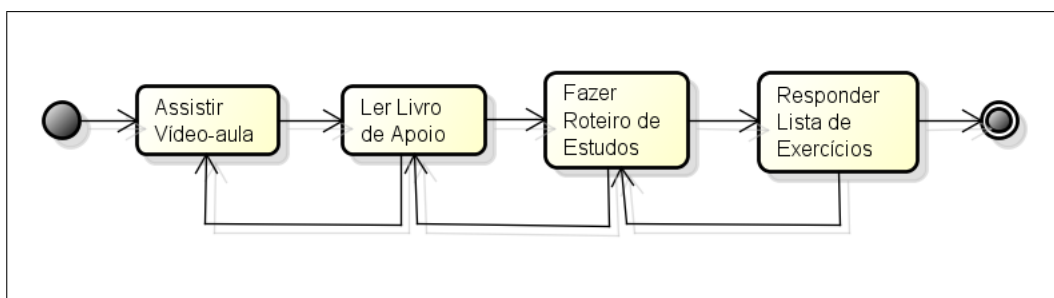 Assistir
Vídeo-aula
Ler Livro
de Apoio
Fazer
Roteiro de
Estudos
Responder
Lista de
Exercícios